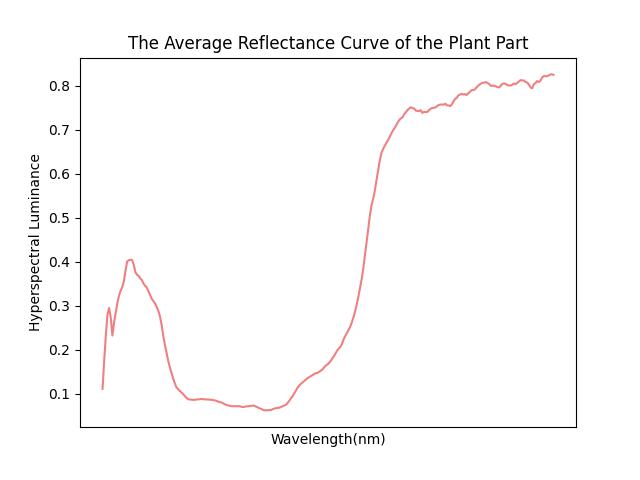 The Average Reflectance Curve of the Plant Part
Hyperspectral Luminance
0.8
0.7
0.6
0.5
0.4
0.3
0.2
0.1
Wavelength(nm)